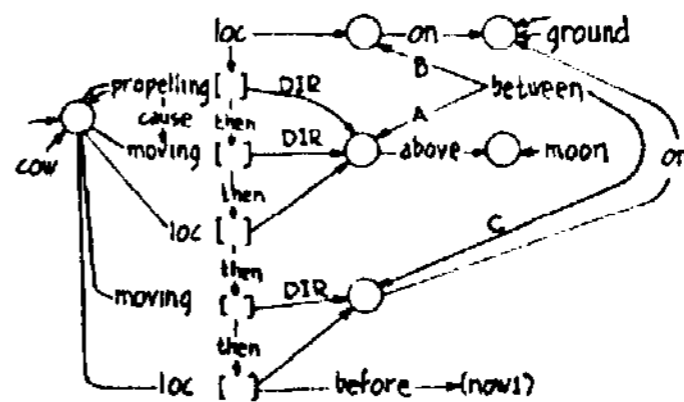 loc on ground
B
propelling [ ] DIR between
cause then A
cow moving [ ] DIR above moon on
then
loc [ ] C
then
moving [ ] DIR
then
loc [ ] before (now1)